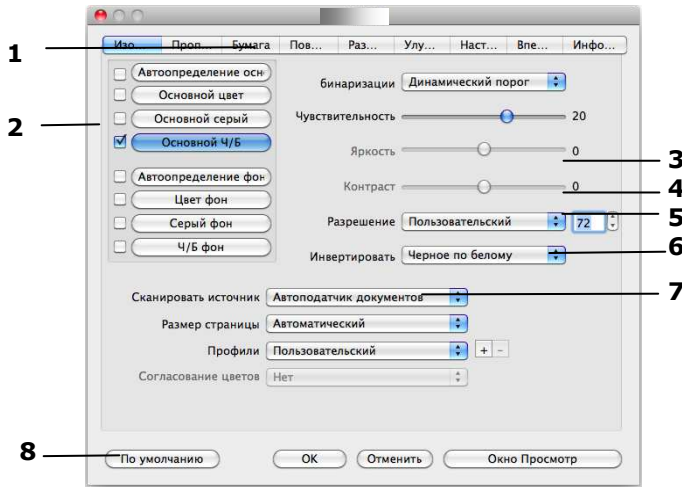 Изо... Проп... Бумага Пов... Раз... Улу... Наст... Впе... Инфо...
1
Автоопределение осн
бинаризации Динамический порог
Основной цвет
2 Основной серый
Чувствительность 20
Основной Ч/Б
Яркость 0
3
Автоопределение фон
Контраст 0
4
Цвет фон
Серый фон
Разрешение Пользовательский 72
5
Ч/Б фон
Инвертировать Черное по белому
6
Сканировать источник Автоподатчик документов
7
Размер страницы Автоматический
Профили Пользовательский + -
Согласование цветов Нет
8 По умолчанию OK Отменить Окно Просмотр